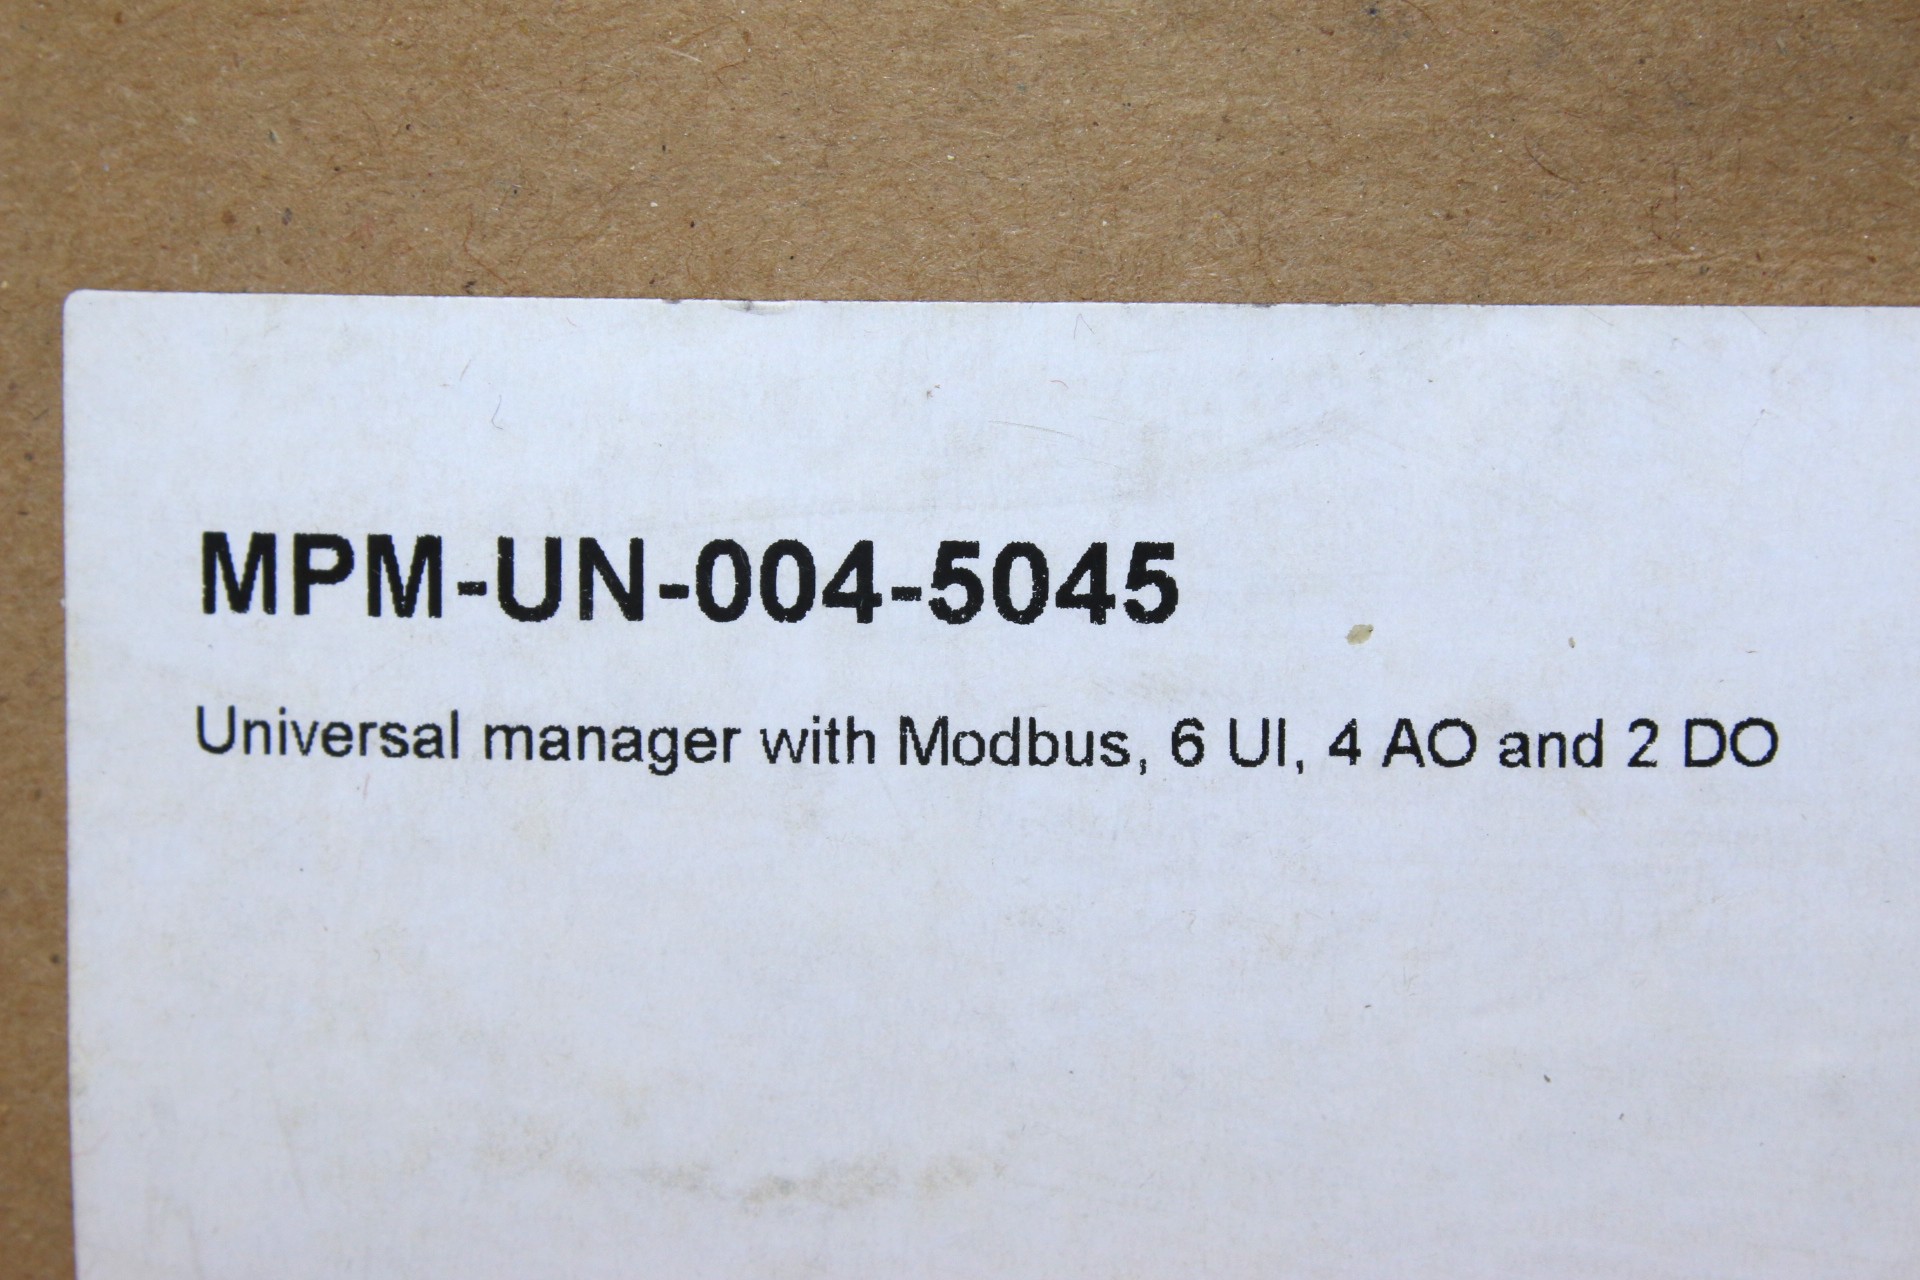 MPM-UN-004-5045
Universal manager with Modbus, 6 UI, 4 AO and 2 DO